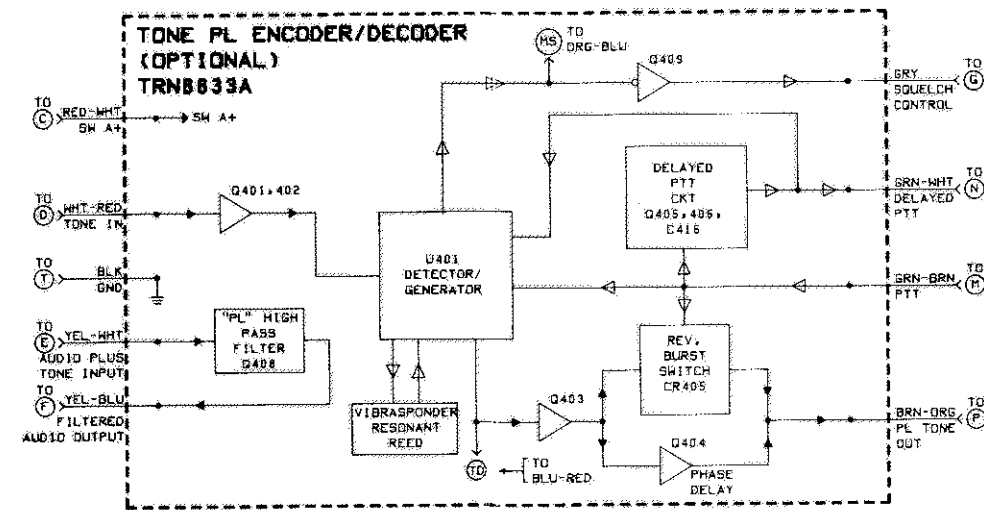 TONE PL ENCODER/DECODER
(OPTIONAL)
TRN8633A
MS
TO
ORG-BLU
Q409
GRY
SQUELCH
CONTROL
TO
G
TO
C
RED-WHT
SW A+
SW A+
Q401,402
TO
D
WHT-RED
TONE IN
U401
DETECTOR/
GENERATOR
DELAYED
PTT
CKT
Q405,406,
C416
GRN-WHT
DELAYED
PTT
TO
N
TO
T
BLK
GND
GRN-BRN
PTT
TO
M
TO
E
YEL-WHT
AUDIO PLUS
TONE INPUT
"PL" HIGH
PASS
FILTER
Q408
REV.
BURST
SWITCH
CR405
TO
F
YEL-BLU
FILTERED
AUDIO OUTPUT
VIBRASPONDER
RESONANT
REED
Q403
BRN-ORG
PL TONE
OUT
TO
P
Q404
PHASE
DELAY
TD
TO
BLU-RED